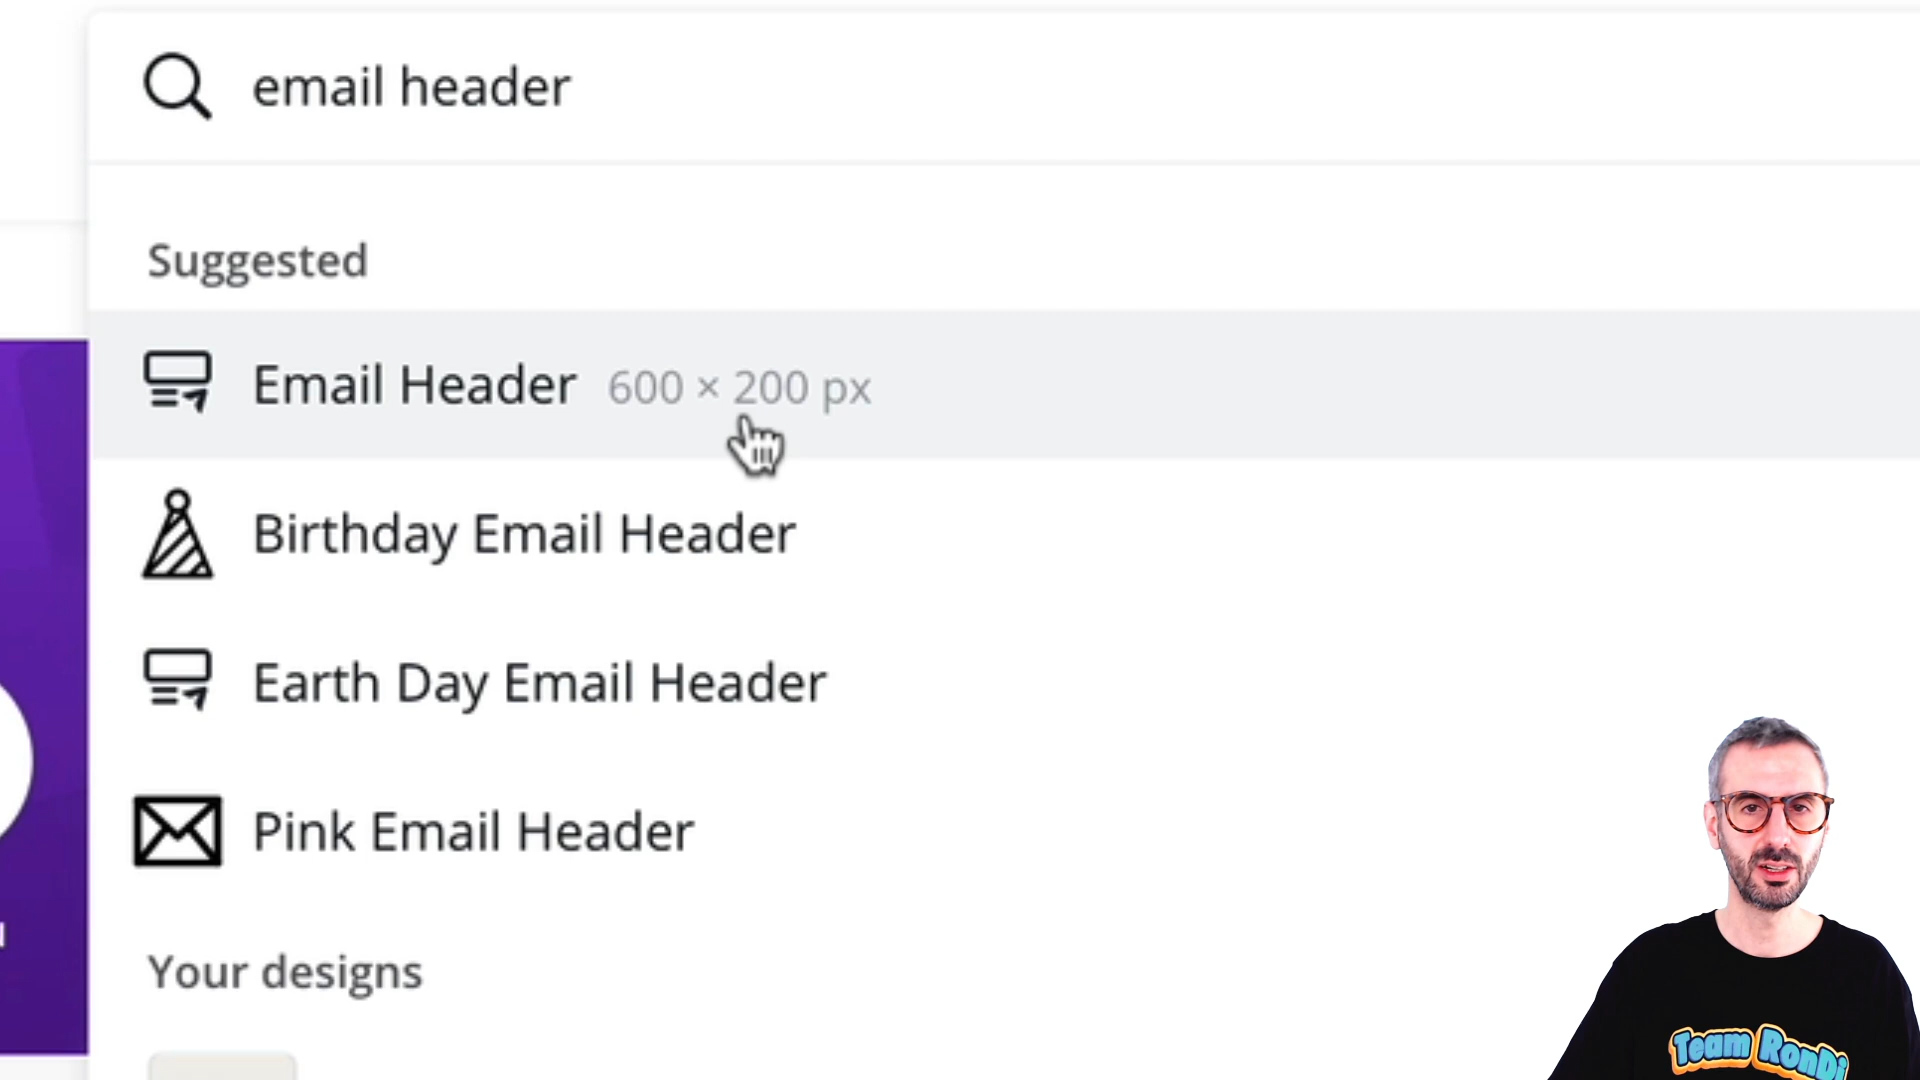 email header
Suggested
Email Header 600 × 200 px
Birthday Email Header
Earth Day Email Header
Pink Email Header
Your designs
Team RonDi